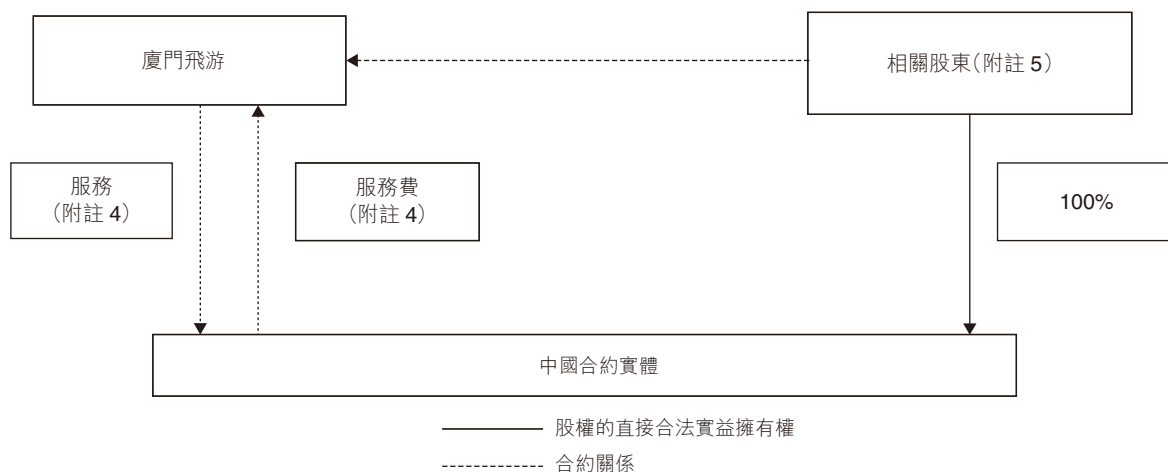 廈門飛游
相關股東(附註 5)
服務
(附註 4)
服務費
(附註 4)
100%
中國合約實體
股權的直接合法實益擁有權
合約關係